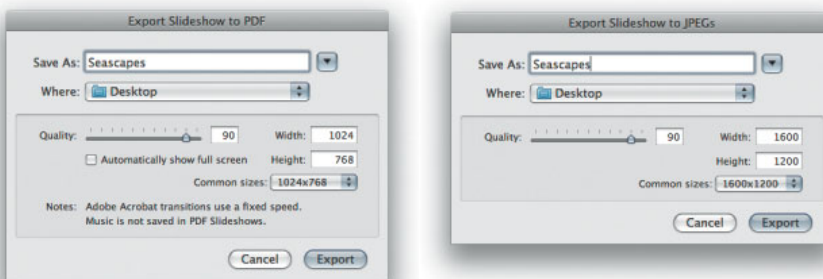 Export Slideshow to PDF
Save As: Seascapes
Where: Desktop
Quality: 90 Width: 1024
Automatically show full screen Height: 768
Common sizes: 1024x768
Notes: Adobe Acrobat transitions use a fixed speed.
Music is not saved in PDF Slideshows.
Cancel Export
Export Slideshow to JPEGs
Save As: Seascapes
Where: Desktop
Quality: 90 Width: 1600
Height: 1200
Common sizes: 1600x1200
Cancel Export